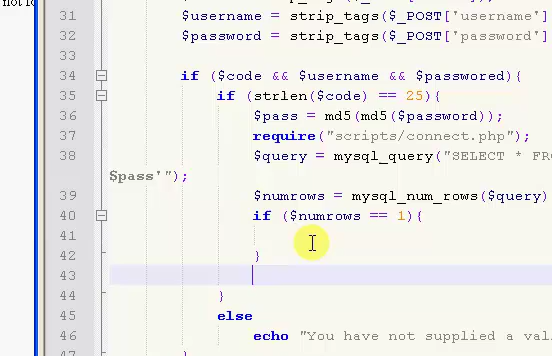 31 $username = strip_tags($_POST['username']
32 $password = strip_tags($_POST['password']
33
34 if ($code && $username && $passwored){
35 if (strlen($code) == 25){
36 $pass = md5(md5($password));
37 require("scripts/connect.php");
38 $query = mysql_query("SELECT * FRO
$pass'");
39 $numrows = mysql_num_rows($query)
40 if ($numrows == 1){
41
42 }
43
44 }
45 else
46 echo "You have not supplied a val